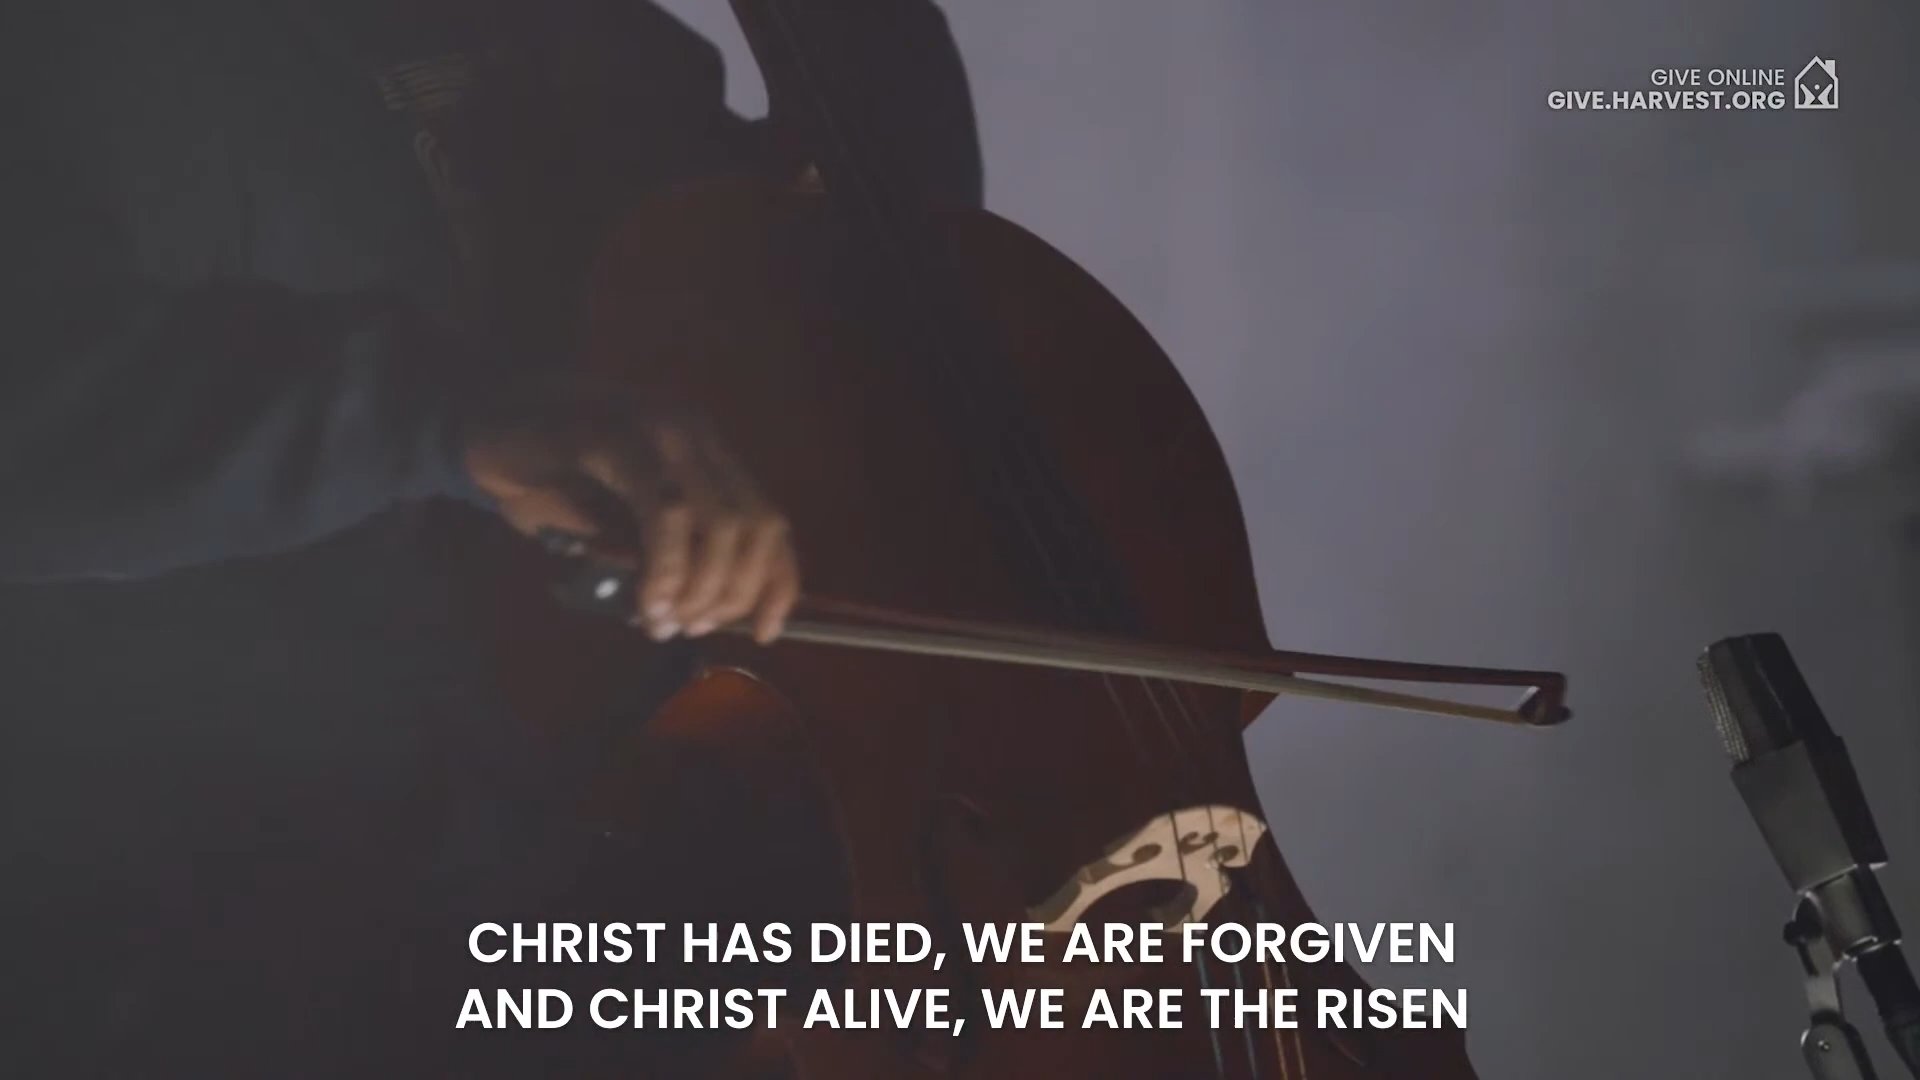 GIVE ONLINE
GIVE.HARVEST.ORG
CHRIST HAS DIED, WE ARE FORGIVEN
AND CHRIST ALIVE, WE ARE THE RISEN